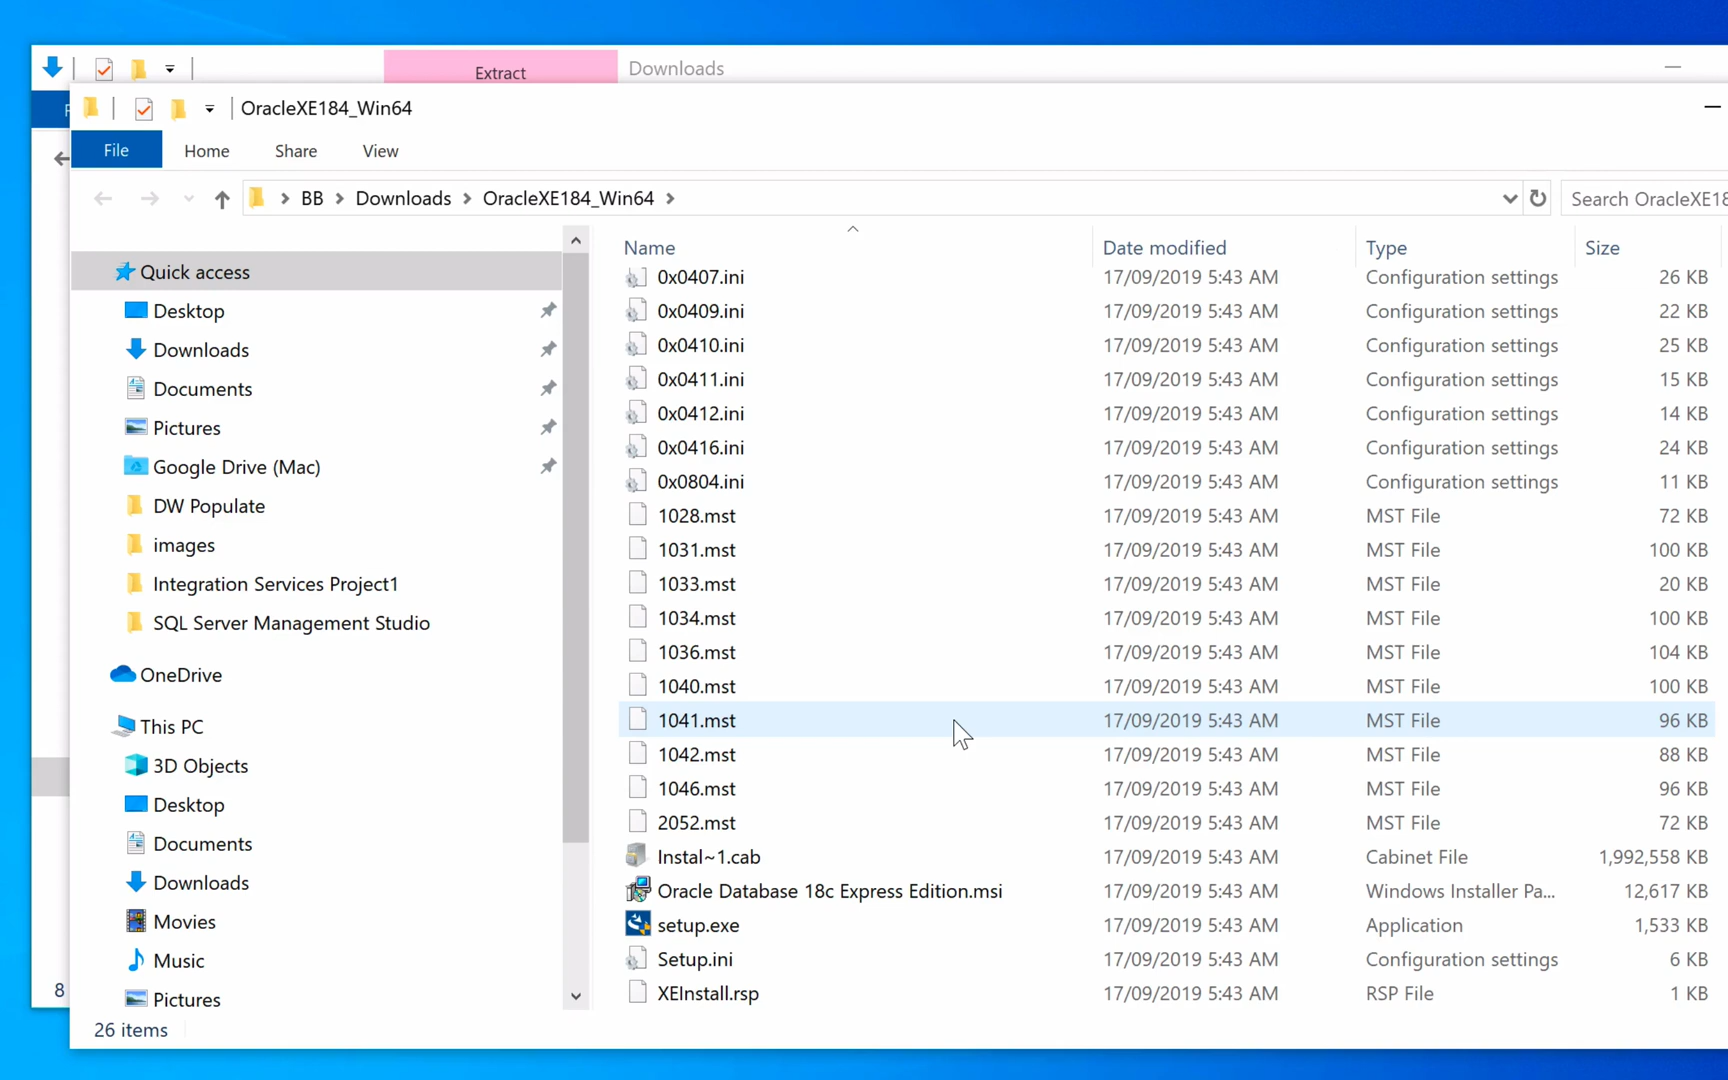 Extract
Downloads
OracleXE184_Win64
File
Home
Share
View
BB
Downloads
OracleXE184_Win64
Search OracleXE18
Name
Date modified
Type
Size
Quick access
Desktop
Downloads
Documents
Pictures
Google Drive (Mac)
DW Populate
images
Integration Services Project1
SQL Server Management Studio
OneDrive
This PC
3D Objects
Desktop
Documents
Downloads
Movies
Music
Pictures
0x0407.ini 17/09/2019 5:43 AM Configuration settings 26 KB
0x0409.ini 17/09/2019 5:43 AM Configuration settings 22 KB
0x0410.ini 17/09/2019 5:43 AM Configuration settings 25 KB
0x0411.ini 17/09/2019 5:43 AM Configuration settings 15 KB
0x0412.ini 17/09/2019 5:43 AM Configuration settings 14 KB
0x0416.ini 17/09/2019 5:43 AM Configuration settings 24 KB
0x0804.ini 17/09/2019 5:43 AM Configuration settings 11 KB
1028.mst 17/09/2019 5:43 AM MST File 72 KB
1031.mst 17/09/2019 5:43 AM MST File 100 KB
1033.mst 17/09/2019 5:43 AM MST File 20 KB
1034.mst 17/09/2019 5:43 AM MST File 100 KB
1036.mst 17/09/2019 5:43 AM MST File 104 KB
1040.mst 17/09/2019 5:43 AM MST File 100 KB
1041.mst 17/09/2019 5:43 AM MST File 96 KB
1042.mst 17/09/2019 5:43 AM MST File 88 KB
1046.mst 17/09/2019 5:43 AM MST File 96 KB
2052.mst 17/09/2019 5:43 AM MST File 72 KB
Instal~1.cab 17/09/2019 5:43 AM Cabinet File 1,992,558 KB
Oracle Database 18c Express Edition.msi 17/09/2019 5:43 AM Windows Installer Pa... 12,617 KB
setup.exe 17/09/2019 5:43 AM Application 1,533 KB
Setup.ini 17/09/2019 5:43 AM Configuration settings 6 KB
XEInstall.rsp 17/09/2019 5:43 AM RSP File 1 KB
8
26 items